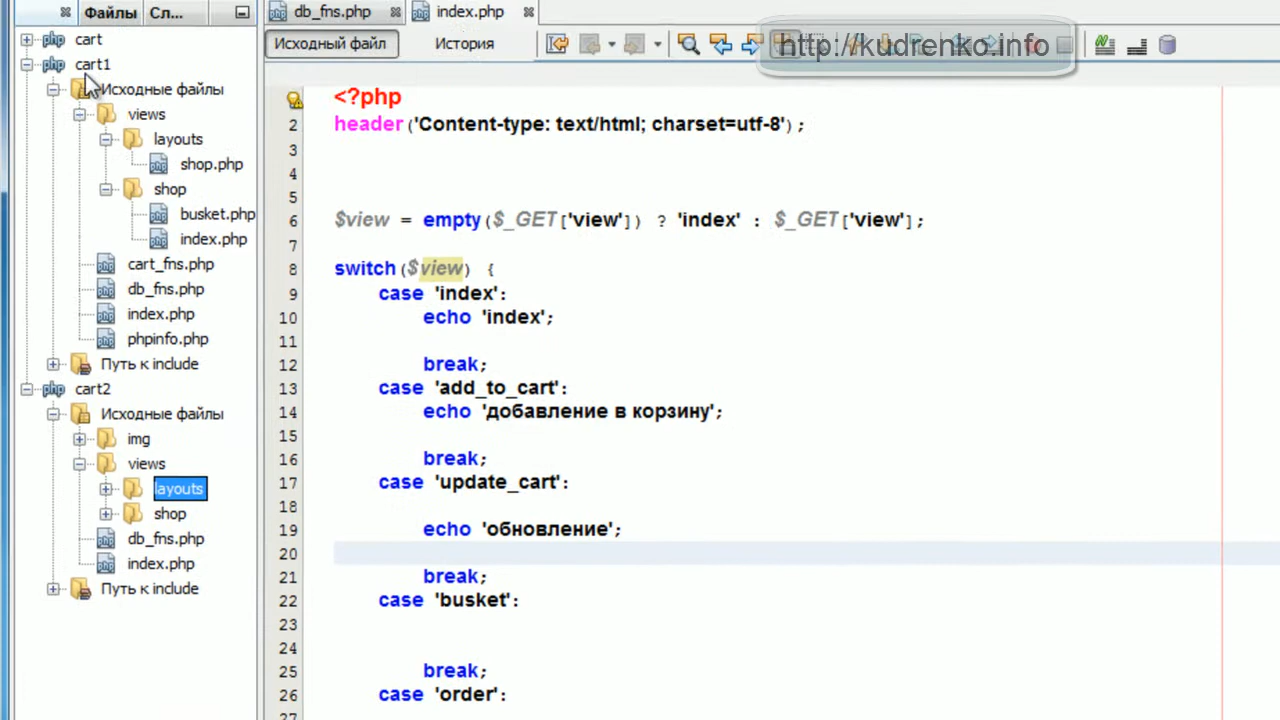 Файлы Сл...
db_fns.php index.php
Исходный файл История
http://kudrenko.info
cart
cart1
Исходные файлы
views
layouts
shop.php
shop
busket.php
index.php
cart_fns.php
db_fns.php
index.php
phpinfo.php
Путь к include
cart2
Исходные файлы
img
views
layouts
shop
db_fns.php
index.php
Путь к include
<?php
2 header('Content-type: text/html; charset=utf-8');
3
4
5
6 $view = empty($_GET['view']) ? 'index' : $_GET['view'];
7
8 switch($view) {
9 case 'index':
10 echo 'index';
11
12 break;
13 case 'add_to_cart':
14 echo 'добавление в корзину';
15
16 break;
17 case 'update_cart':
18
19 echo 'обновление';
20
21 break;
22 case 'busket':
23
24
25 break;
26 case 'order':
27